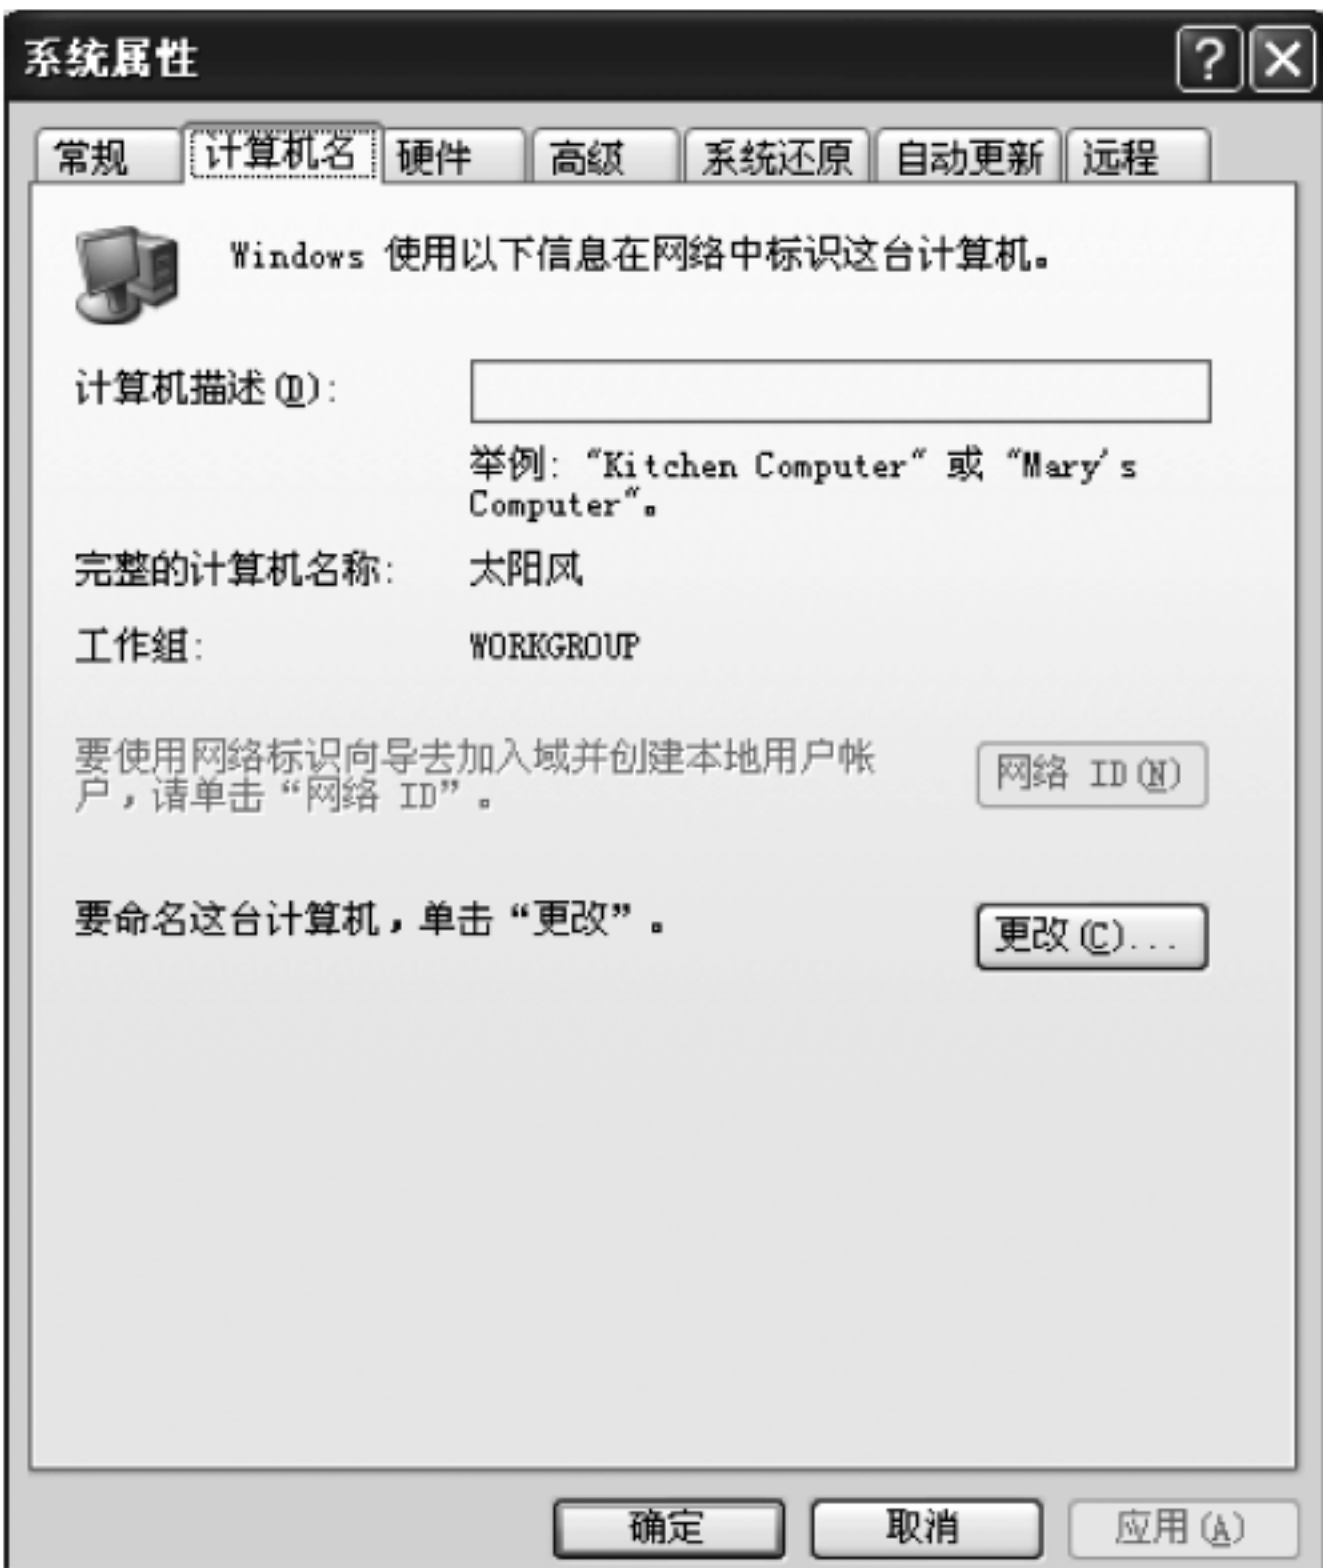 系统属性
常规 计算机名 硬件 高级 系统还原 自动更新 远程
Windows 使用以下信息在网络中标识这台计算机。
计算机描述(D):
举例: "Kitchen Computer" 或 "Mary's
Computer"。
完整的计算机名称: 太阳风
工作组: WORKGROUP
要使用网络标识向导去加入域并创建本地用户帐
户，请单击“网络 ID”。
网络 ID(N)
要命名这台计算机，单击“更改”。
更改(C)...
确定 取消 应用(A)